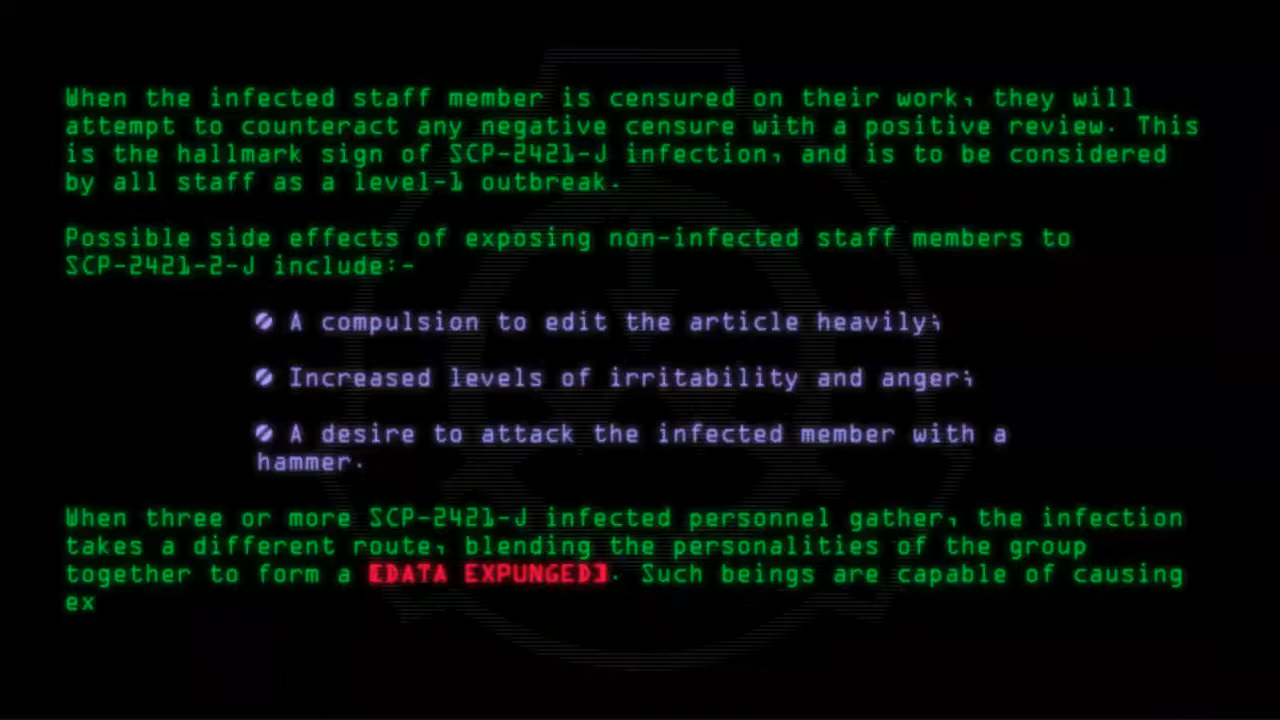 When the infected staff member is censured on their work, they will
attempt to counteract any negative censure with a positive review. This
is the hallmark sign of SCP-2421-J infection, and is to be considered
by all staff as a level-1 outbreak.
Possible side effects of exposing non-infected staff members to
SCP-2421-2-J include:-
A compulsion to edit the article heavily;
Increased levels of irritability and anger;
A desire to attack the infected member with a
hammer.
When three or more SCP-2421-J infected personnel gather, the infection
takes a different route, blending the personalities of the group
together to form a [DATA EXPUNGED]. Such beings are capable of causing
ex